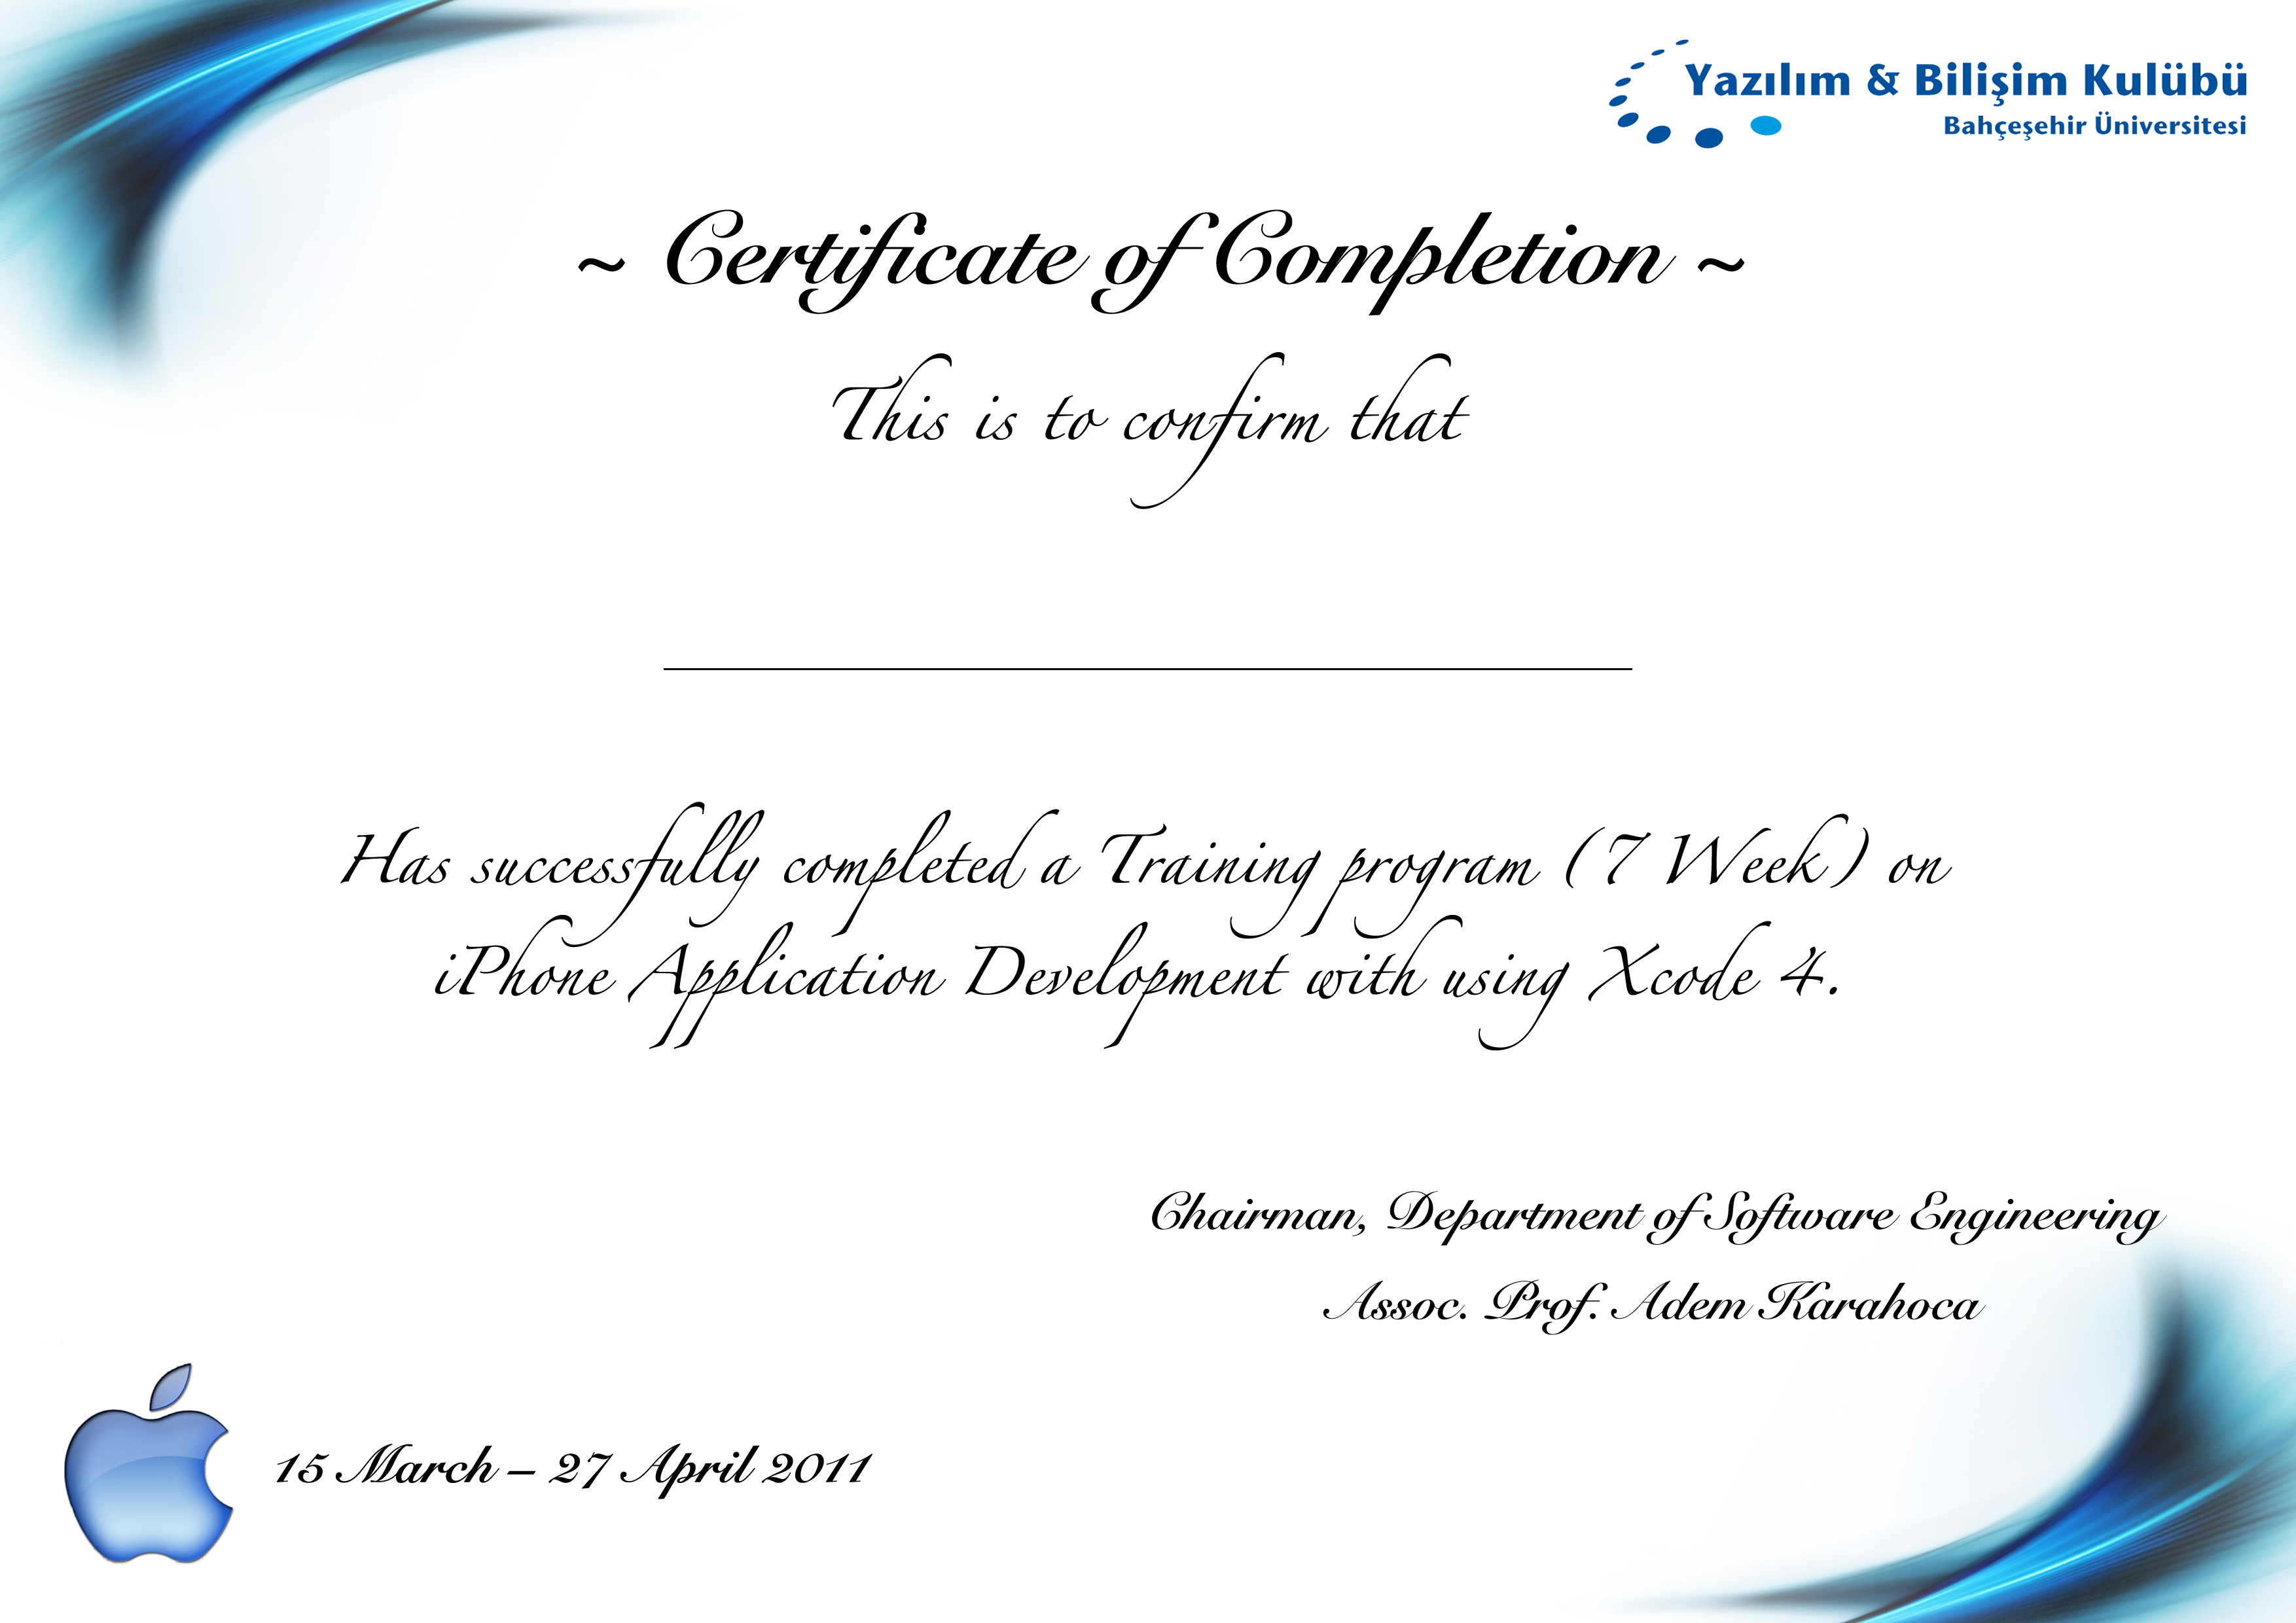 Yazılım & Bilişim Kulübü
Bahçeşehir Üniversitesi
~ Certificate of Completion ~
This is to confirm that
Has successfully completed a Training program (7 Week) on
iPhone Application Development with using Xcode 4.
Chairman, Department of Software Engineering
Assoc. Prof. Adem Karahoca
15 March – 27 April 2011